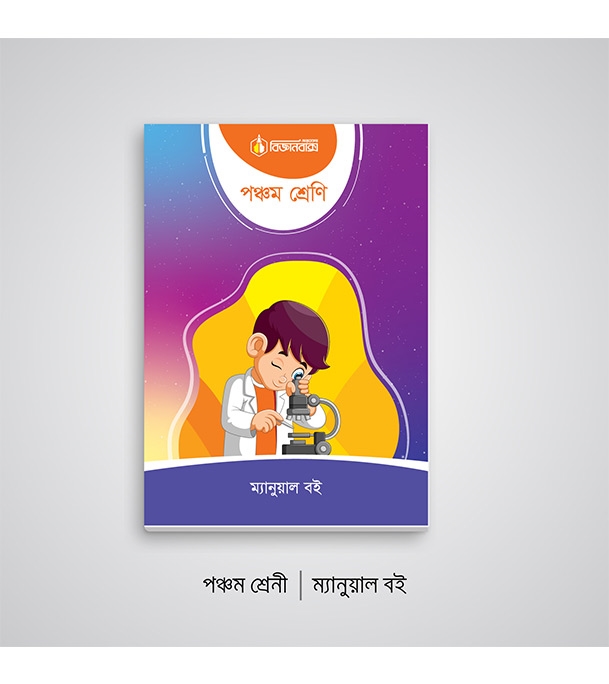 বিজ্ঞানবাক্স
পঞ্চম শ্রেণি
ম্যানুয়াল বই
পঞ্চম শ্রেনী | ম্যানুয়াল বই